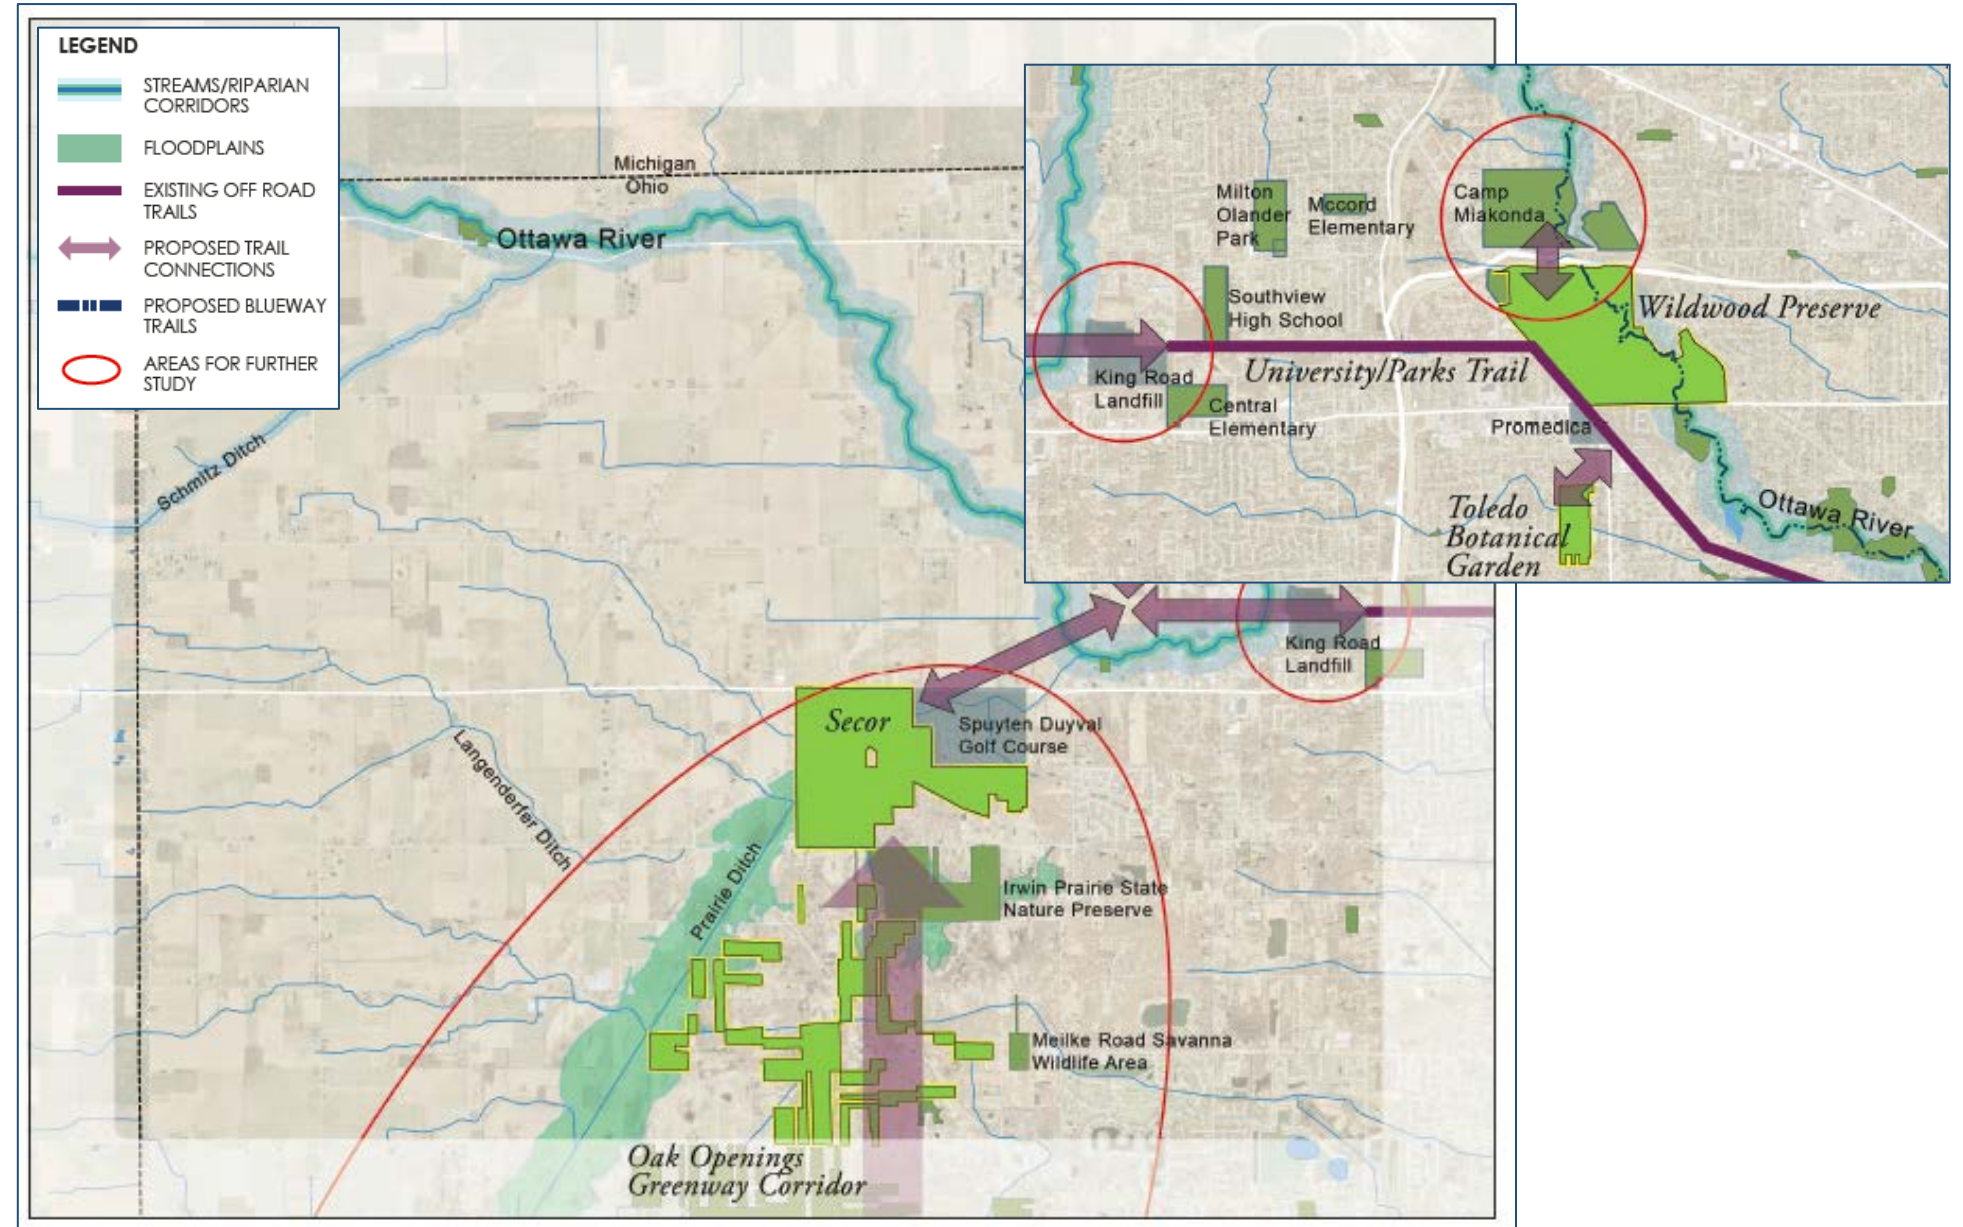 LEGEND
STREAMS/RIPARIAN
CORRIDORS
FLOODPLAINS
EXISTING OFF ROAD
TRAILS
PROPOSED TRAIL
CONNECTIONS
PROPOSED BLUEWAY
TRAILS
AREAS FOR FURTHER
STUDY
Michigan
Ohio
Ottawa River
Schmitz Ditch
Langenderfer Ditch
Prairie Ditch
Secor
Spuyten Duyval
Golf Course
King Road
Landfill
Irwin Prairie State
Nature Preserve
Meilke Road Savanna
Wildlife Area
Oak Openings
Greenway Corridor
Milton
Olander
Park
Mccord
Elementary
Camp
Miakonda
Southview
High School
Wildwood Preserve
University/Parks Trail
King Road
Landfill
Central
Elementary
Promedica
Toledo
Botanical
Garden
Ottawa River